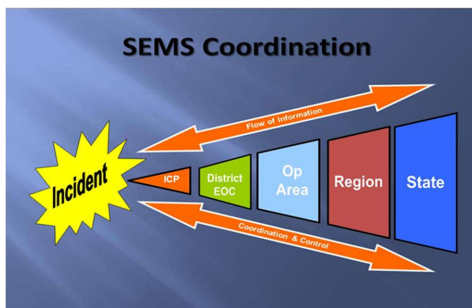 SEMS Coordination
Flow of Information
Incident
ICP
District
EOC
Op
Area
Region
State
Coordination & Control